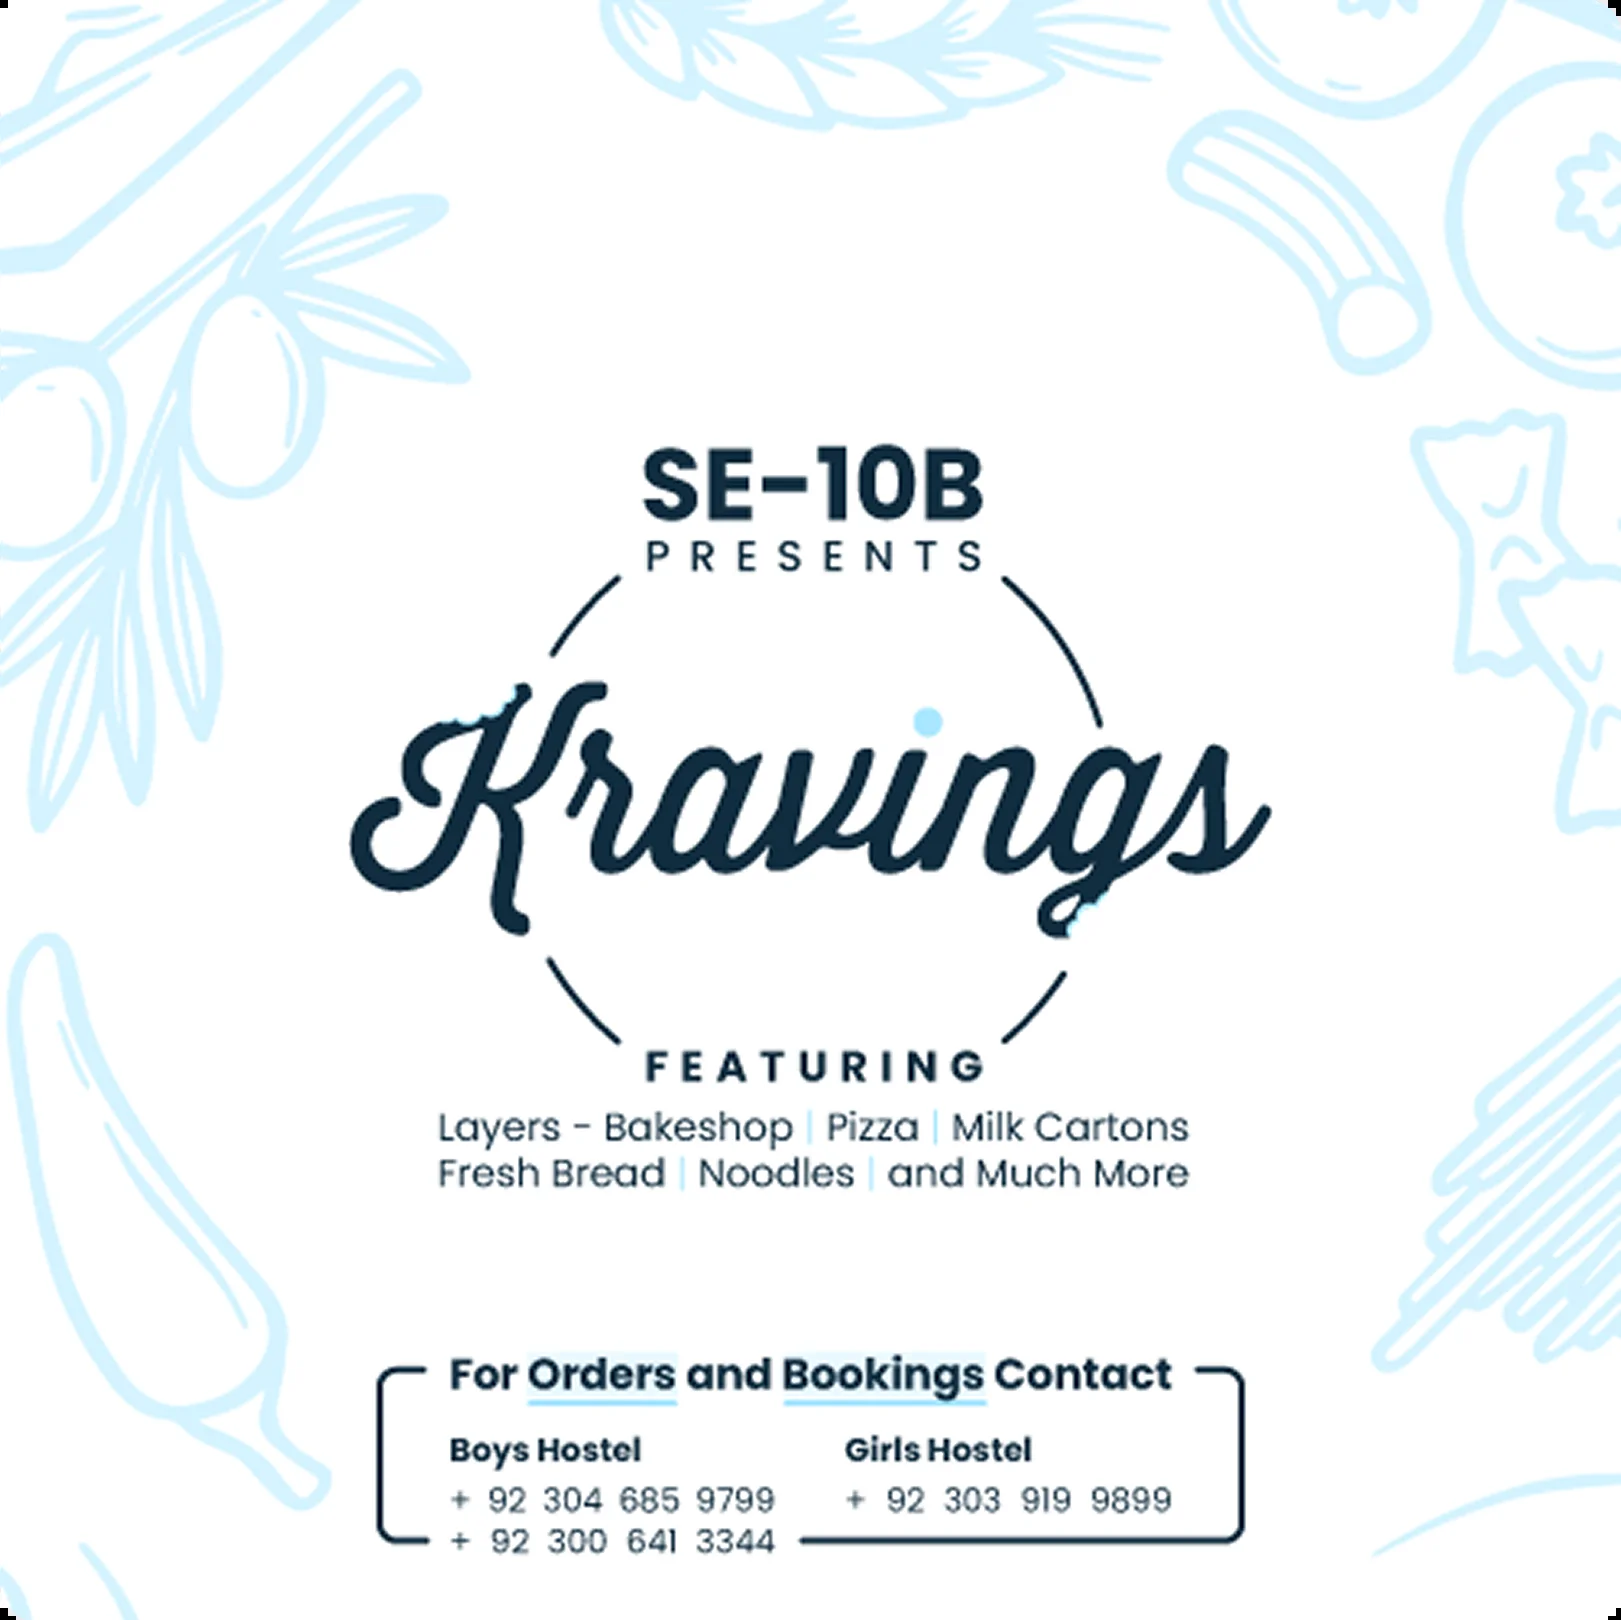 SE-10B
PRESENTS
Kravings
FEATURING
Layers - Bakeshop | Pizza | Milk Cartons
Fresh Bread | Noodles | and Much More
For Orders and Bookings Contact
Boys Hostel
+ 92 304 685 9799
+ 92 300 641 3344
Girls Hostel
+ 92 303 919 9899